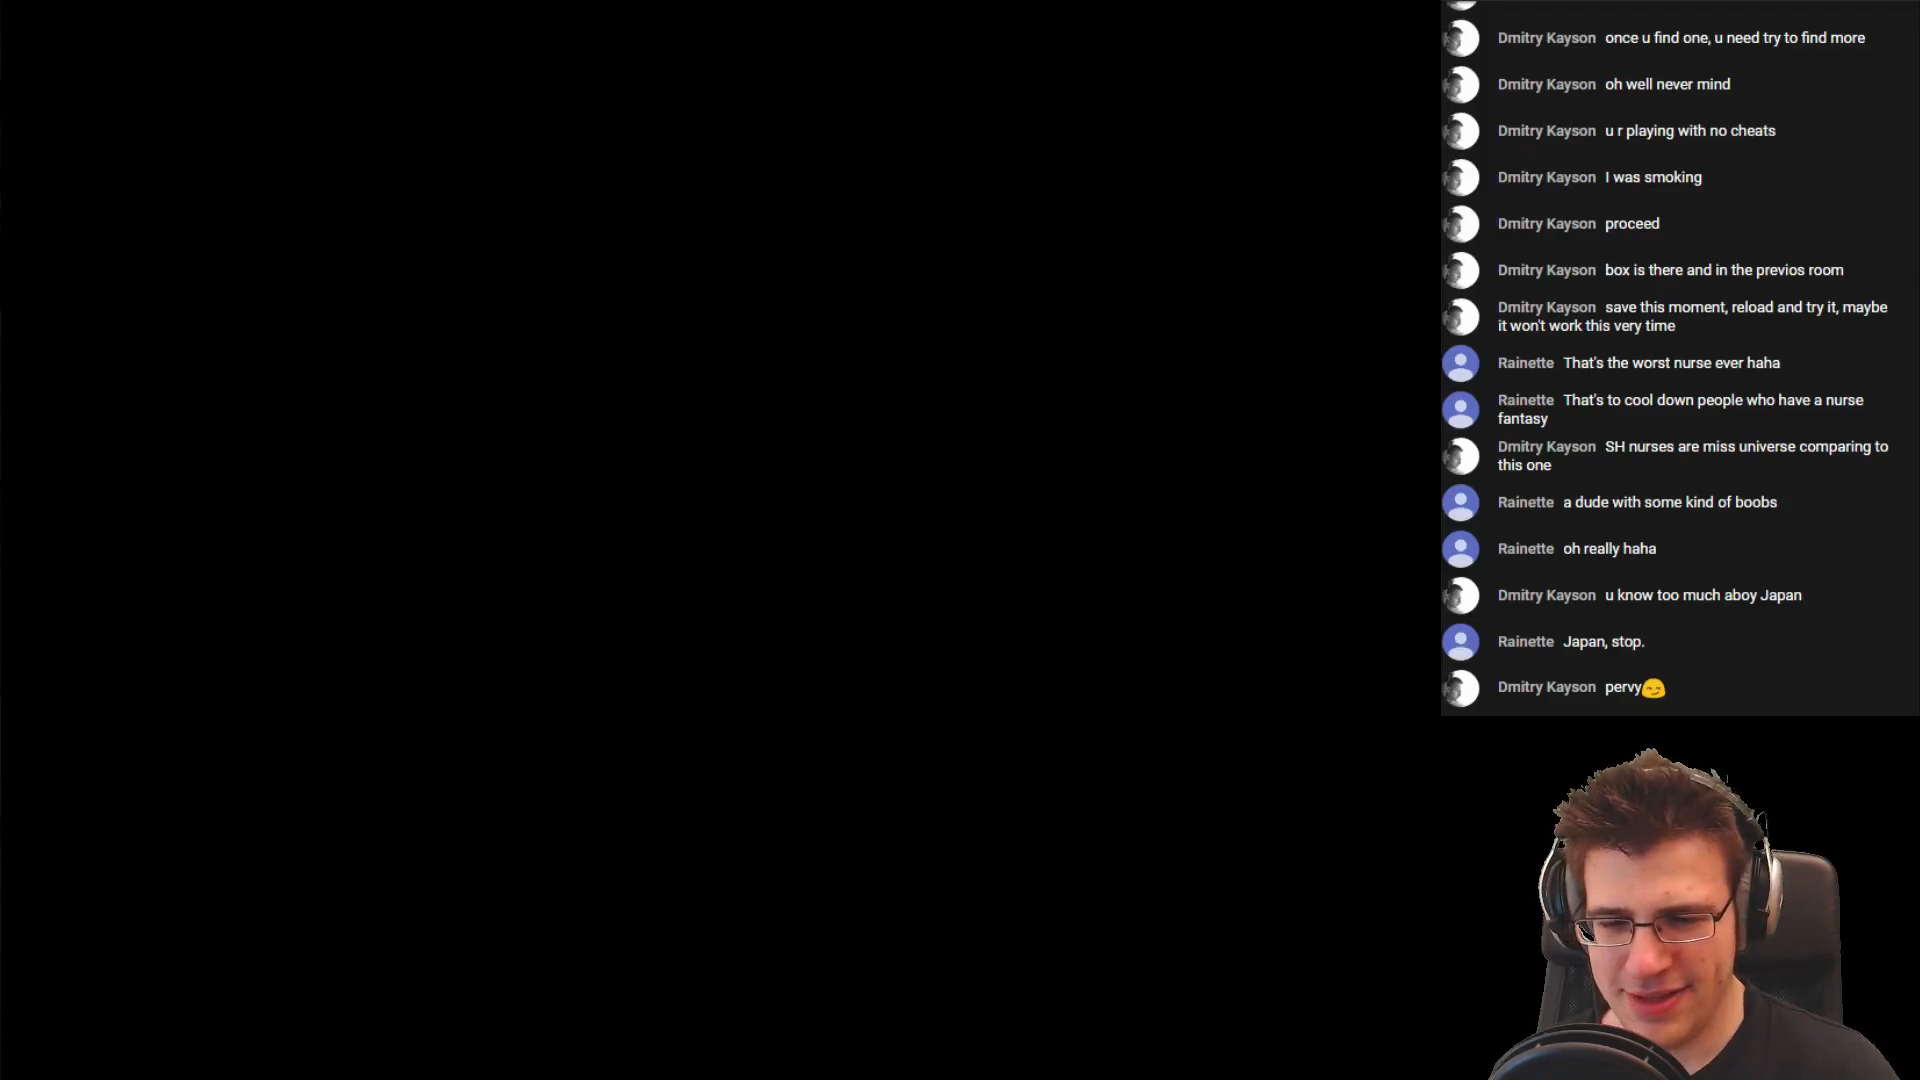 Dmitry Kayson once u find one, u need try to find more
Dmitry Kayson oh well never mind
Dmitry Kayson u r playing with no cheats
Dmitry Kayson I was smoking
Dmitry Kayson proceed
Dmitry Kayson box is there and in the previos room
Dmitry Kayson save this moment, reload and try it, maybe
it won't work this very time
Rainette That's the worst nurse ever haha
Rainette That's to cool down people who have a nurse
fantasy
Dmitry Kayson SH nurses are miss universe comparing to
this one
Rainette a dude with some kind of boobs
Rainette oh really haha
Dmitry Kayson u know too much aboy Japan
Rainette Japan, stop.
Dmitry Kayson pervy😏